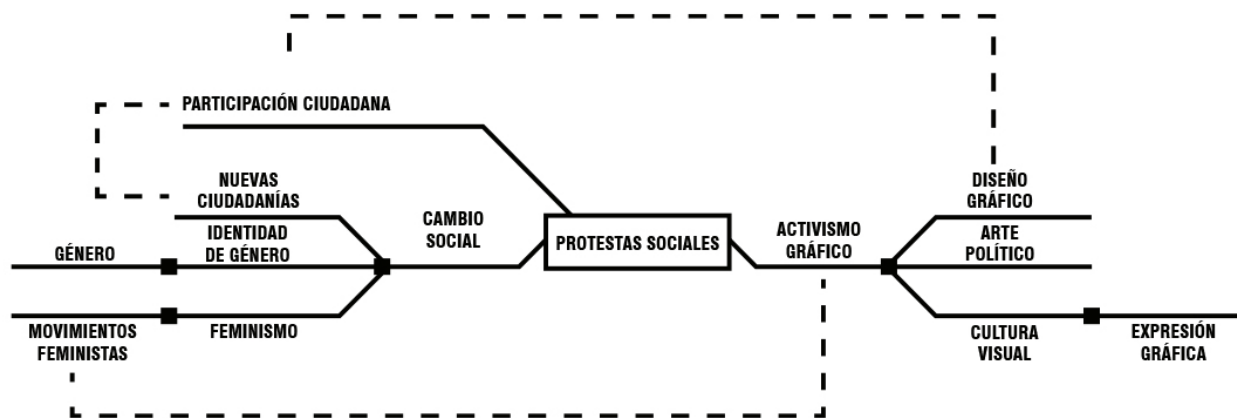 PARTICIPACIÓN CIUDADANA
NUEVAS
CIUDADANÍAS
GÉNERO
IDENTIDAD
DE GÉNERO
MOVIMIENTOS
FEMINISTAS
FEMINISMO
CAMBIO
SOCIAL
PROTESTAS SOCIALES
ACTIVISMO
GRÁFICO
DISEÑO
GRÁFICO
ARTE
POLÍTICO
CULTURA
VISUAL
EXPRESIÓN
GRÁFICA